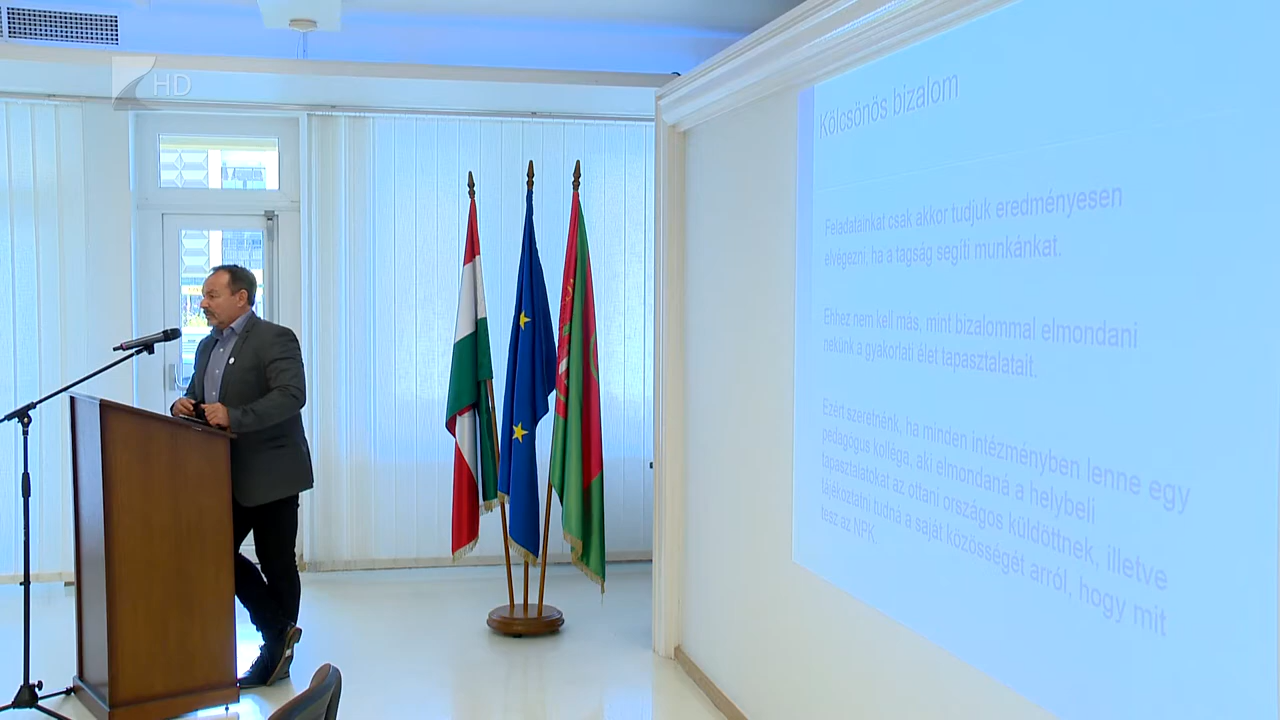 HD
Kölcsönös bizalom
Feladatainkat csak akkor tudjuk eredményesen
elvégezni, ha a tagság segíti munkánkat.
Ehhez nem kell más, mint bizalommal elmondani
nekünk a gyakorlati élet tapasztalatait.
Ezért szeretnénk, ha minden intézményben lenne egy
pedagógus kolléga, aki elmondaná a helybeli
tapasztalatokat az ottani országos küldöttnek, illetve
tájékoztatni tudná a saját közösségét arról, hogy mit
tesz az NPK.